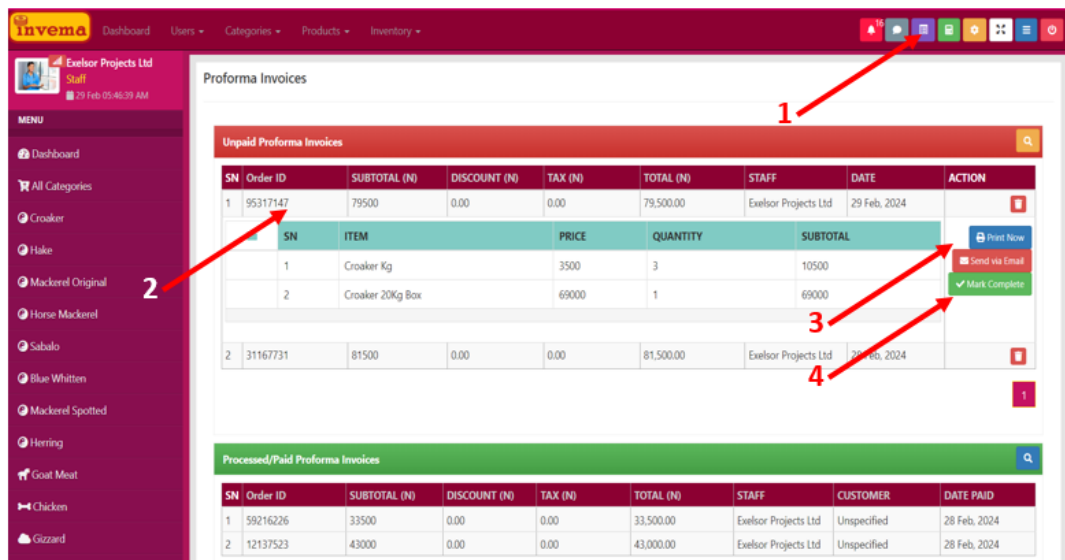 invema Dashboard Users Categories Products Inventory 16
Exelsor Projects Ltd
Staff
29 Feb 05:46:39 AM
MENU
Dashboard
All Categories
Croaker
Hake
Mackerel Original
Horse Mackerel
Sabalo
Blue Whitten
Mackerel Spotted
Herring
Goat Meat
Chicken
Gizzard
Proforma Invoices
1
Unpaid Proforma Invoices
SN Order ID SUBTOTAL (N) DISCOUNT (N) TAX (N) TOTAL (N) STAFF DATE ACTION
1 95317147 79500 0.00 0.00 79,500.00 Exelsor Projects Ltd 29 Feb, 2024
SN ITEM PRICE QUANTITY SUBTOTAL Print Now
1 Croaker Kg 3500 3 10500 Send via Email
2 Croaker 20Kg Box 69000 1 69000 Mark Complete
2
3
2 31167731 81500 0.00 0.00 81,500.00 Exelsor Projects Ltd 28 Feb, 2024
4
1
Processed/Paid Proforma Invoices
SN Order ID SUBTOTAL (N) DISCOUNT (N) TAX (N) TOTAL (N) STAFF CUSTOMER DATE PAID
1 59216226 33500 0.00 0.00 33,500.00 Exelsor Projects Ltd Unspecified 28 Feb, 2024
2 12137523 43000 0.00 0.00 43,000.00 Exelsor Projects Ltd Unspecified 28 Feb, 2024